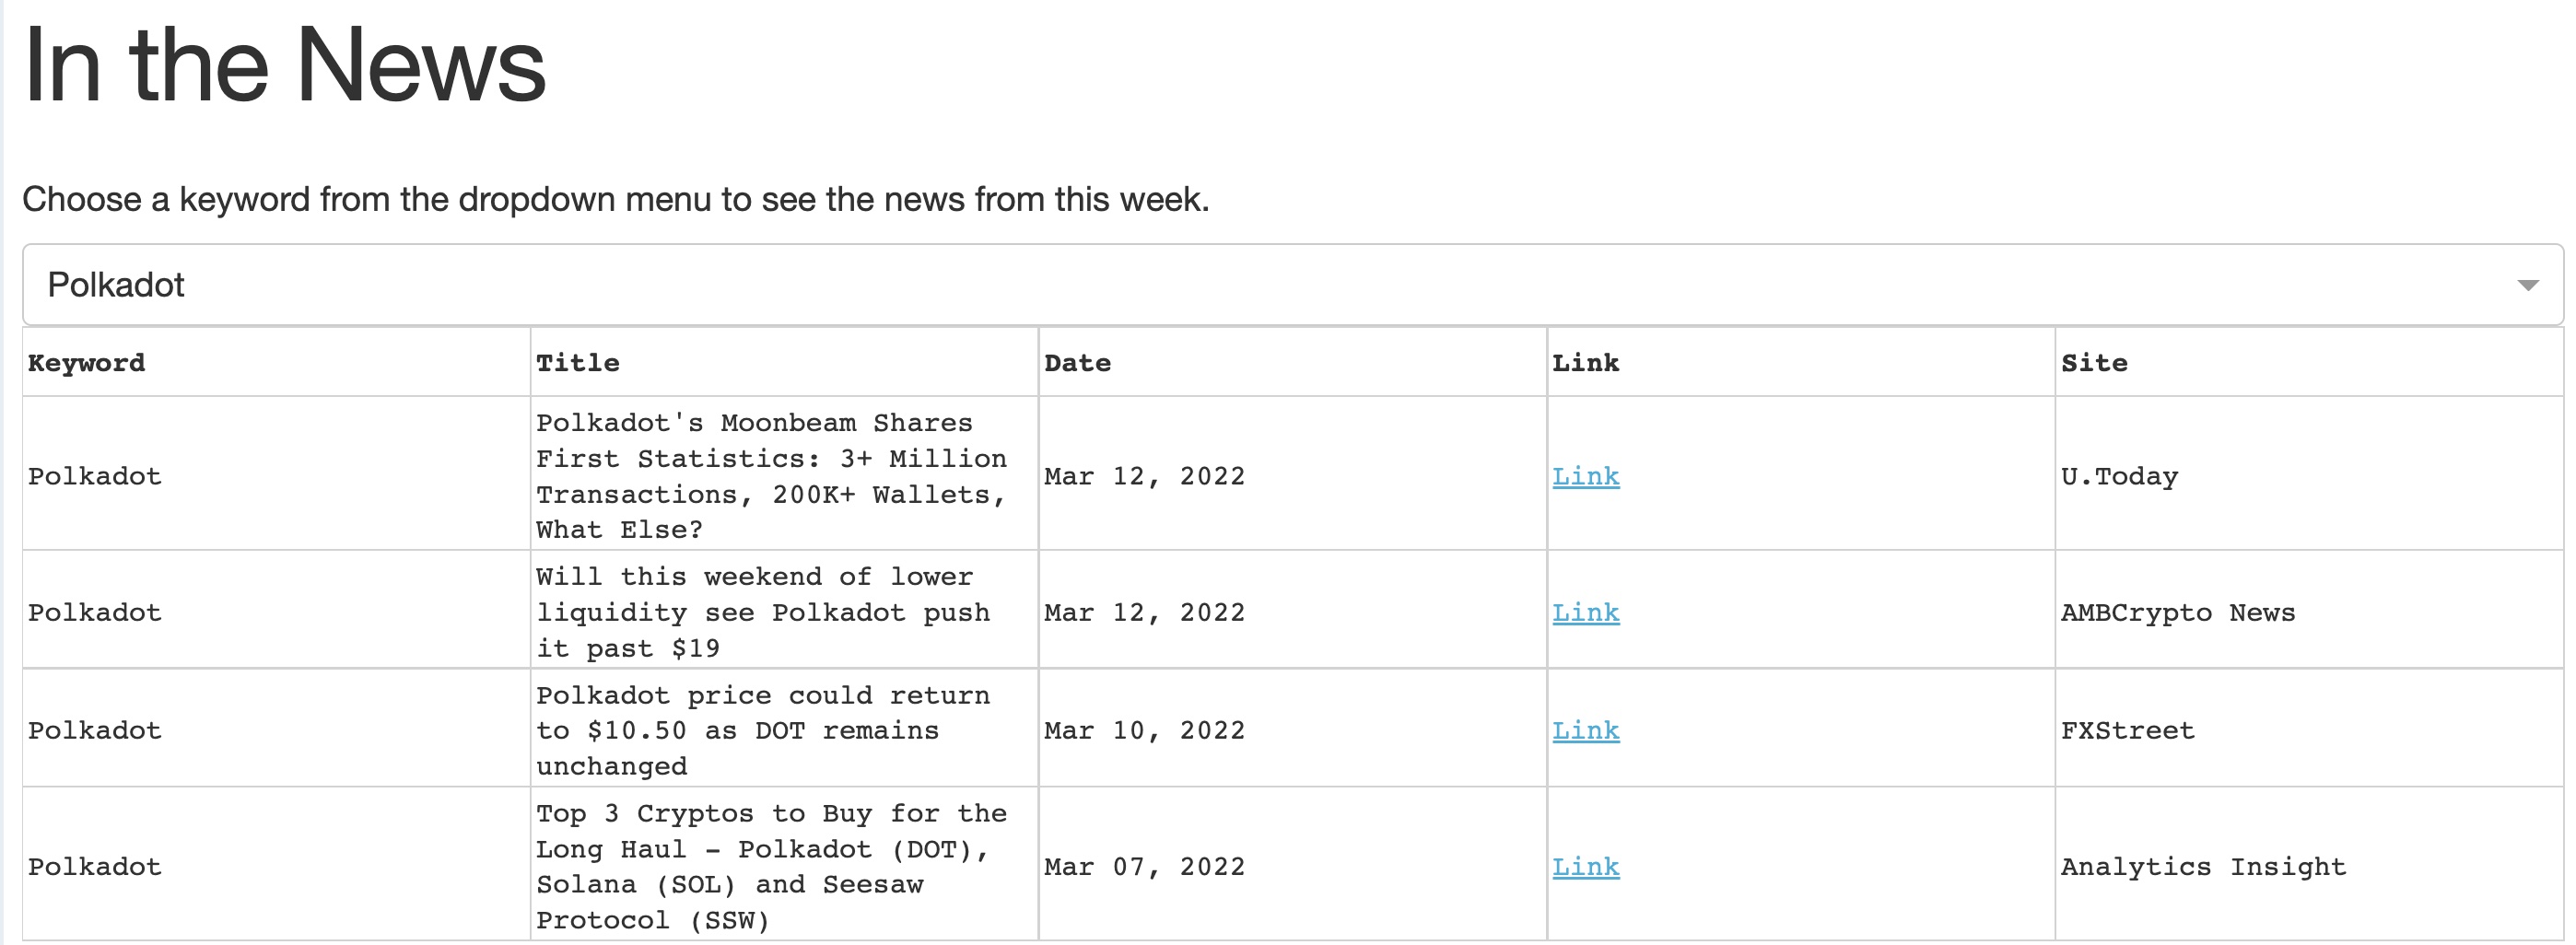 In the News
Choose a keyword from the dropdown menu to see the news from this week.
Polkadot
Keyword Title Date Link Site
Polkadot's Moonbeam Shares
First Statistics: 3+ Million
Polkadot Mar 12, 2022 Link U.Today
Transactions, 200K+ Wallets,
What Else?
Will this weekend of lower
Polkadot liquidity see Polkadot push Mar 12, 2022 Link AMBCrypto News
it past $19
Polkadot price could return
Polkadot to $10.50 as DOT remains Mar 10, 2022 Link FXStreet
unchanged
Top 3 Cryptos to Buy for the
Long Haul – Polkadot (DOT),
Polkadot Mar 07, 2022 Link Analytics Insight
Solana (SOL) and Seesaw
Protocol (SSW)